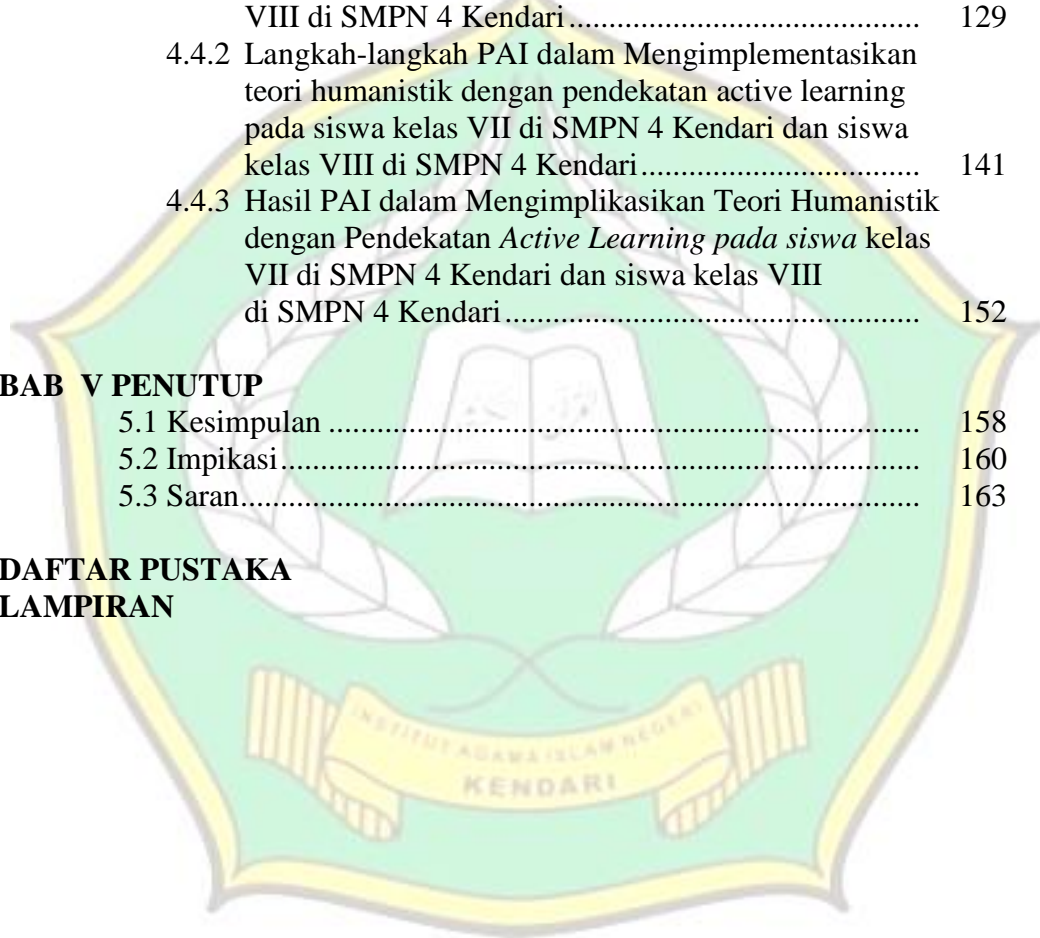 VIII di SMPN 4 Kendari............................................ 129
4.4.2 Langkah-langkah PAI dalam Mengimplementasikan
teori humanistik dengan pendekatan active learning
pada siswa kelas VII di SMPN 4 Kendari dan siswa
kelas VIII di SMPN 4 Kendari................................... 141
4.4.3 Hasil PAI dalam Mengimplikasikan Teori Humanistik
dengan Pendekatan Active Learning pada siswa kelas
VII di SMPN 4 Kendari dan siswa kelas VIII
di SMPN 4 Kendari.................................................... 152
BAB V PENUTUP
5.1 Kesimpulan .......................................................................... 158
5.2 Impikasi................................................................................ 160
5.3 Saran..................................................................................... 163
DAFTAR PUSTAKA
LAMPIRAN
INSTITUT AGAMA ISLAM NEGERI
KENDARI